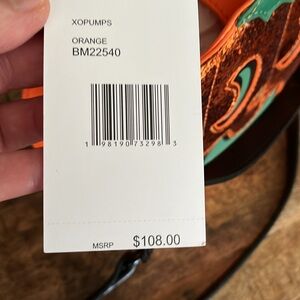 XOPUMPS
ORANGE
BM22540
1 98190 73298 3
MSRP $108.00